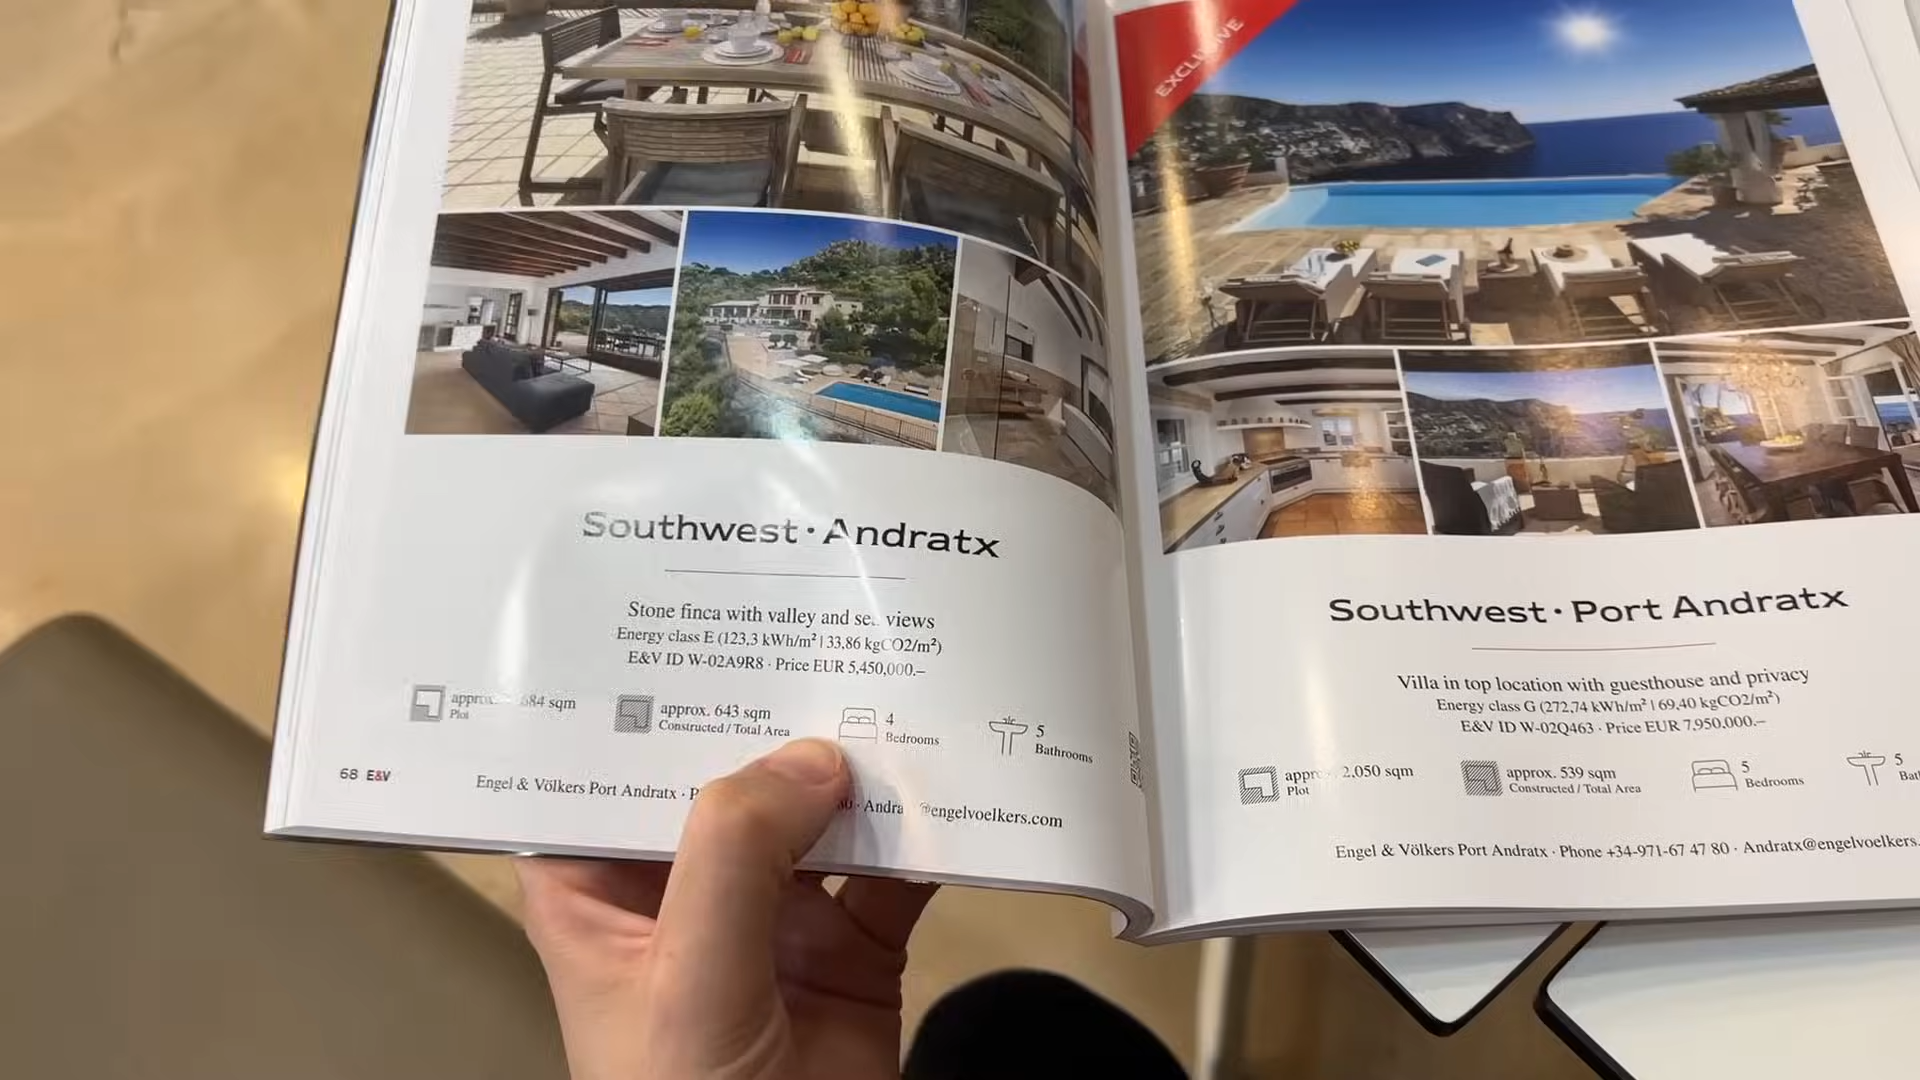 Southwest · Andratx
Stone finca with valley and views
Energy class E (123,3 kWh/m² | 33,86 kgCO2/m²)
E&V ID W-02A9R8 · Price EUR 5,450,000.–
approx. 684 sqm
Plot
approx. 643 sqm
Constructed / Total Area
4
Bedrooms
5
Bathrooms
68 E&V
Engel & Völkers Port Andratx ·
· Andra @engelvoelkers.com
EXCLUSIVE
Southwest · Port Andratx
Villa in top location with guesthouse and privacy
Energy class G (272,74 kWh/m² | 69,40 kgCO2/m²)
E&V ID W-02Q463 · Price EUR 7,950,000.–
2,050 sqm
Plot
approx. 539 sqm
Constructed / Total Area
5
Bedrooms
5
Engel & Völkers Port Andratx · Phone +34-971-67 47 80 · Andratx@engelvoelkers.